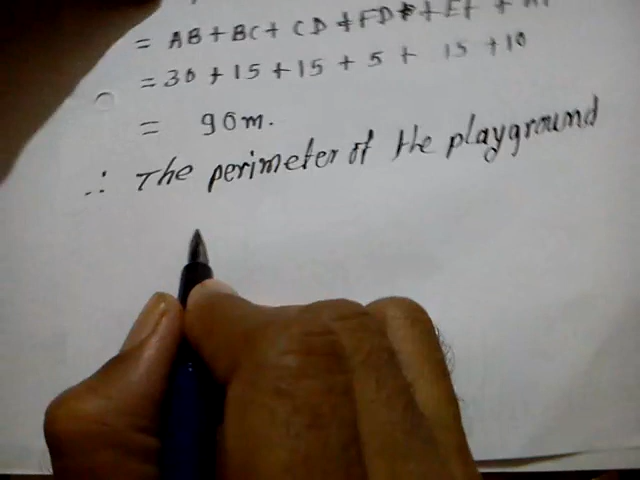 = AB + BC + CD + FD + EF +
= 30 + 15 + 15 + 5 + 15 + 10
= 90m.
∴ The perimeter of the playground